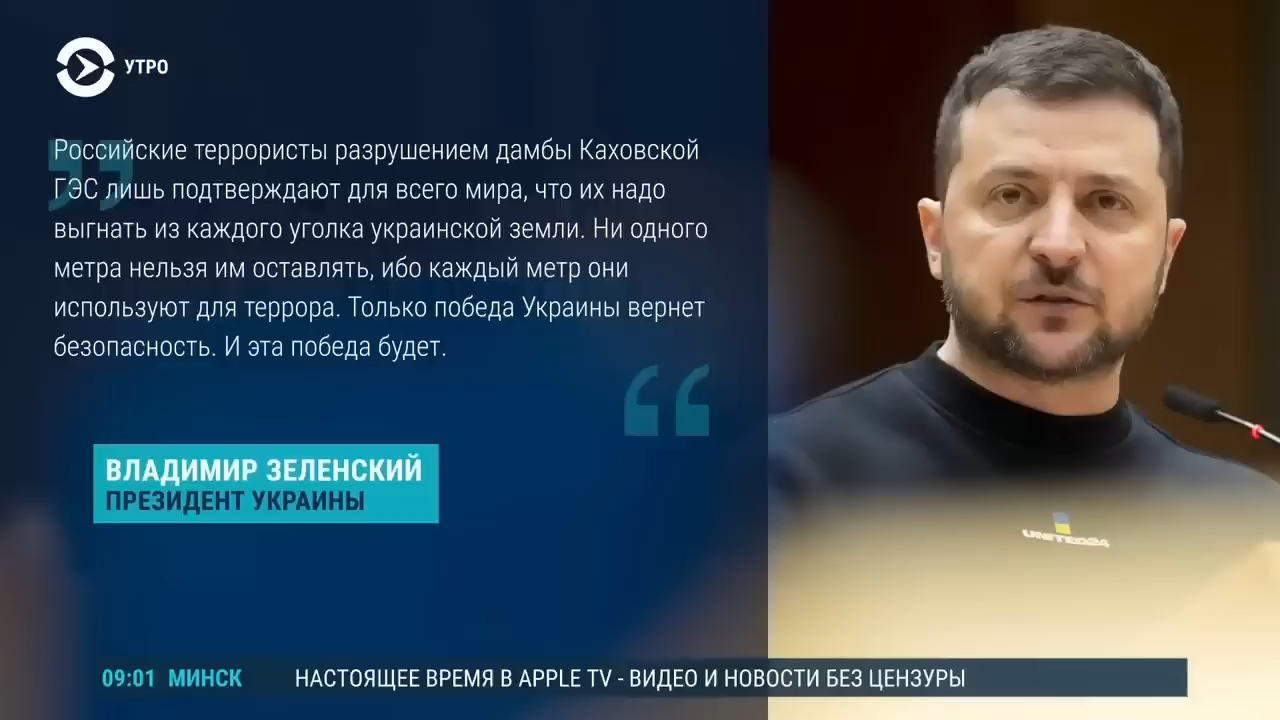 УТРО
Российские террористы разрушением дамбы Каховской
ГЭС лишь подтверждают для всего мира, что их надо
выгнать из каждого уголка украинской земли. Ни одного
метра нельзя им оставлять, ибо каждый метр они
используют для террора. Только победа Украины вернет
безопасность. И эта победа будет.
ВЛАДИМИР ЗЕЛЕНСКИЙ
ПРЕЗИДЕНТ УКРАИНЫ
UNITED24
09:01 МИНСК НАСТОЯЩЕЕ ВРЕМЯ В APPLE TV - ВИДЕО И НОВОСТИ БЕЗ ЦЕНЗУРЫ